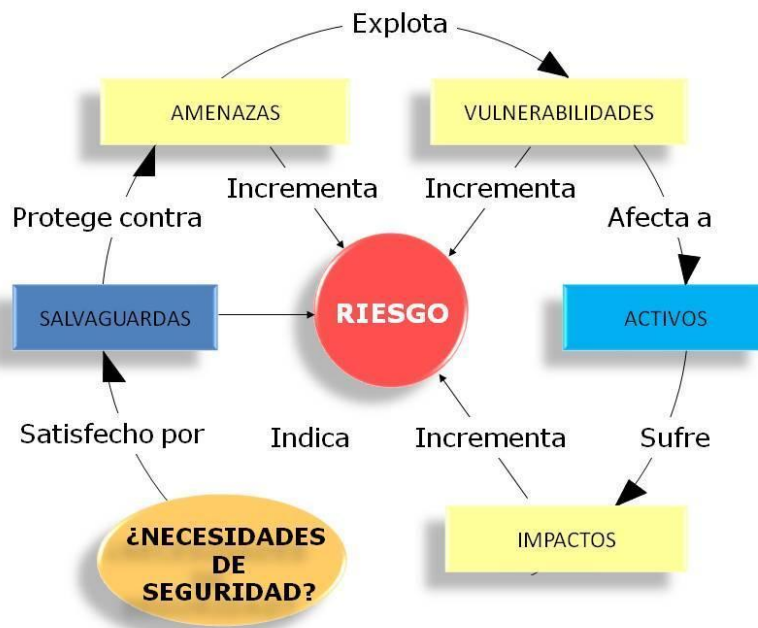 Explota
AMENAZAS
VULNERABILIDADES
Incrementa
Incrementa
Protege contra
Afecta a
SALVAGUARDAS
RIESGO
ACTIVOS
Satisfecho por
Indica
Incrementa
Sufre
¿NECESIDADES
DE
SEGURIDAD?
IMPACTOS